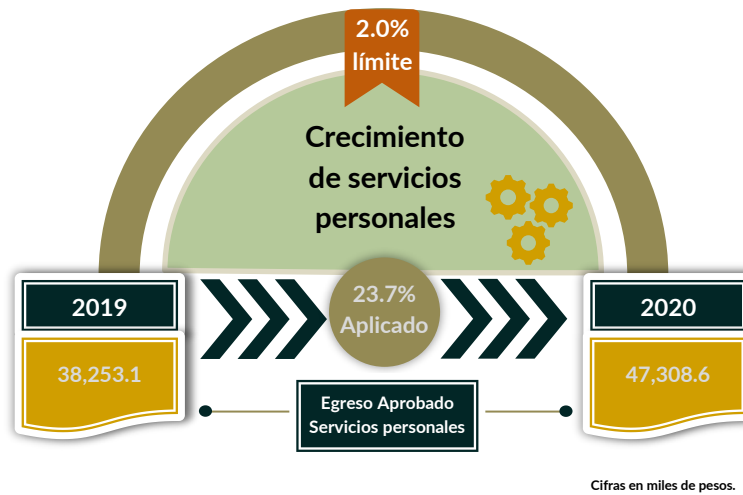 2.0%
límite
Crecimiento
de servicios
personales
2019
23.7%
Aplicado
2020
38,253.1
47,308.6
Egreso Aprobado
Servicios personales
Cifras en miles de pesos.